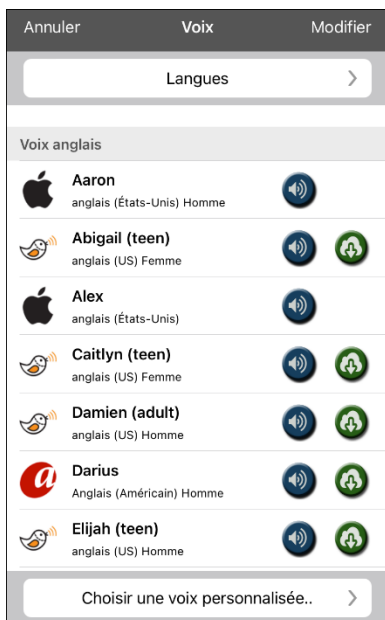 Annuler Voix Modifier
Langues
Voix anglais
Aaron
anglais (États-Unis) Homme
Abigail (teen)
anglais (US) Femme
Alex
anglais (États-Unis)
Caitlyn (teen)
anglais (US) Femme
Damien (adult)
anglais (US) Homme
Darius
Anglais (Américain) Homme
Elijah (teen)
anglais (US) Homme
Choisir une voix personnalisée..